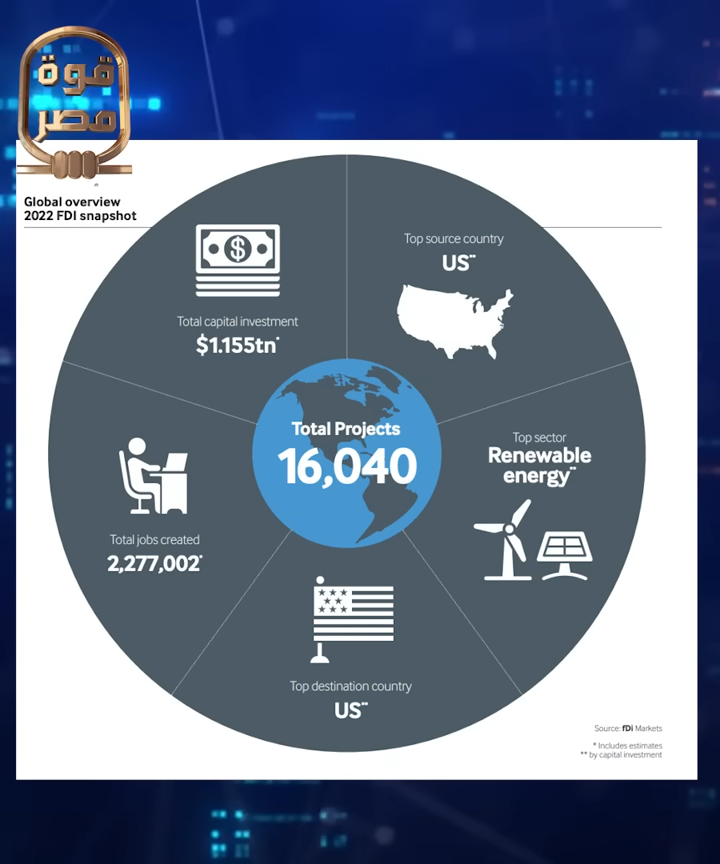 قوة
مصر
Global overview
2022 FDI snapshot
Total capital investment
$1.155tn*
Top source country
US**
Total Projects
16,040
Top sector
Renewable
energy**
Total jobs created
2,277,002*
Top destination country
US**
Source: fDi Markets
* Includes estimates
** by capital investment